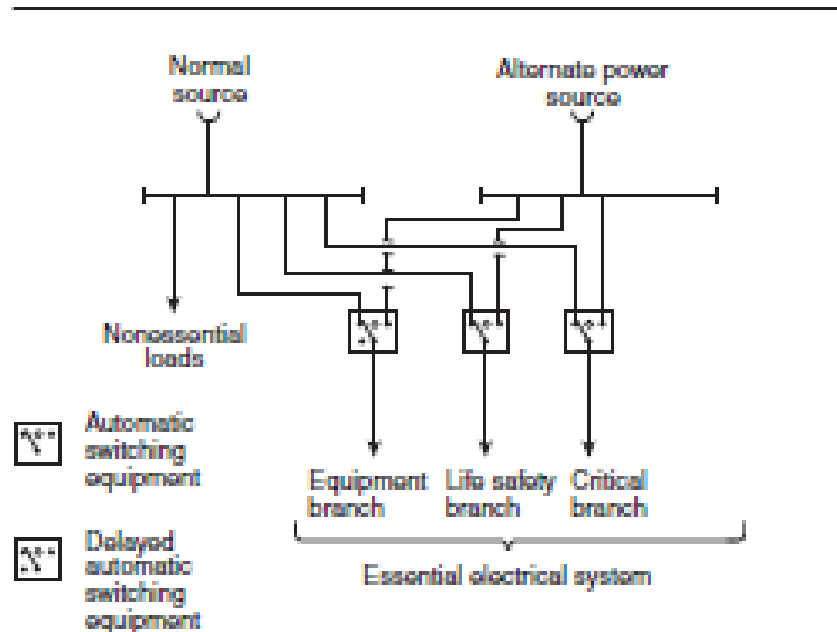 Normal
source
Alternate power
source
Nonessential
loads
Automatic
switching
equipment
Equipment
branch
Life safety
branch
Critical
branch
Essential electrical system
Delayed
automatic
switching
equipment